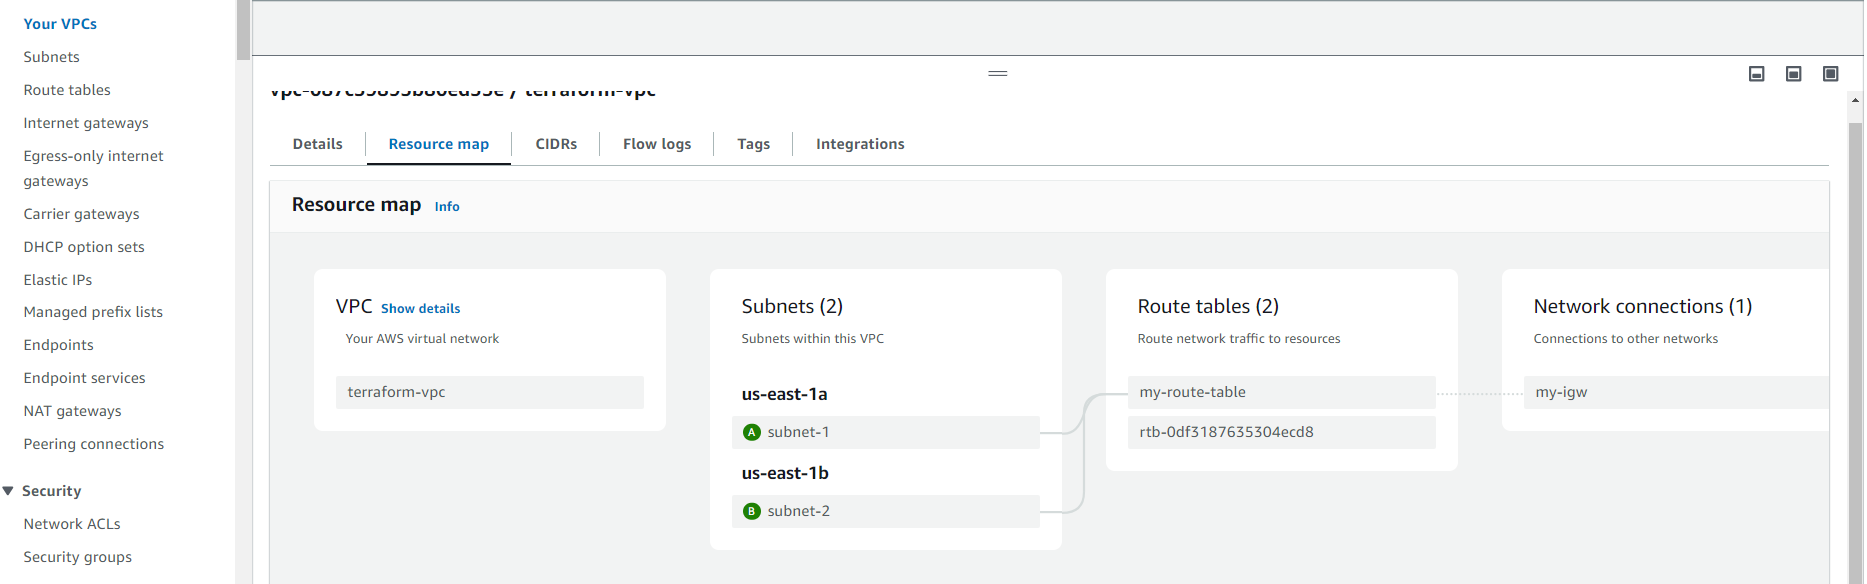 Your VPCs
Subnets
Route tables
Internet gateways
Egress-only internet
gateways
Carrier gateways
DHCP option sets
Elastic IPs
Managed prefix lists
Endpoints
Endpoint services
NAT gateways
Peering connections
Security
Network ACLs
Security groups
/ terraform-vpc
Details
Resource map
CIDRs
Flow logs
Tags
Integrations
Resource map Info
VPC Show details
Your AWS virtual network
terraform-vpc
Subnets (2)
Subnets within this VPC
us-east-1a
A subnet-1
us-east-1b
B subnet-2
Route tables (2)
Route network traffic to resources
my-route-table
rtb-0df3187635304ecd8
Network connections (1)
Connections to other networks
my-igw